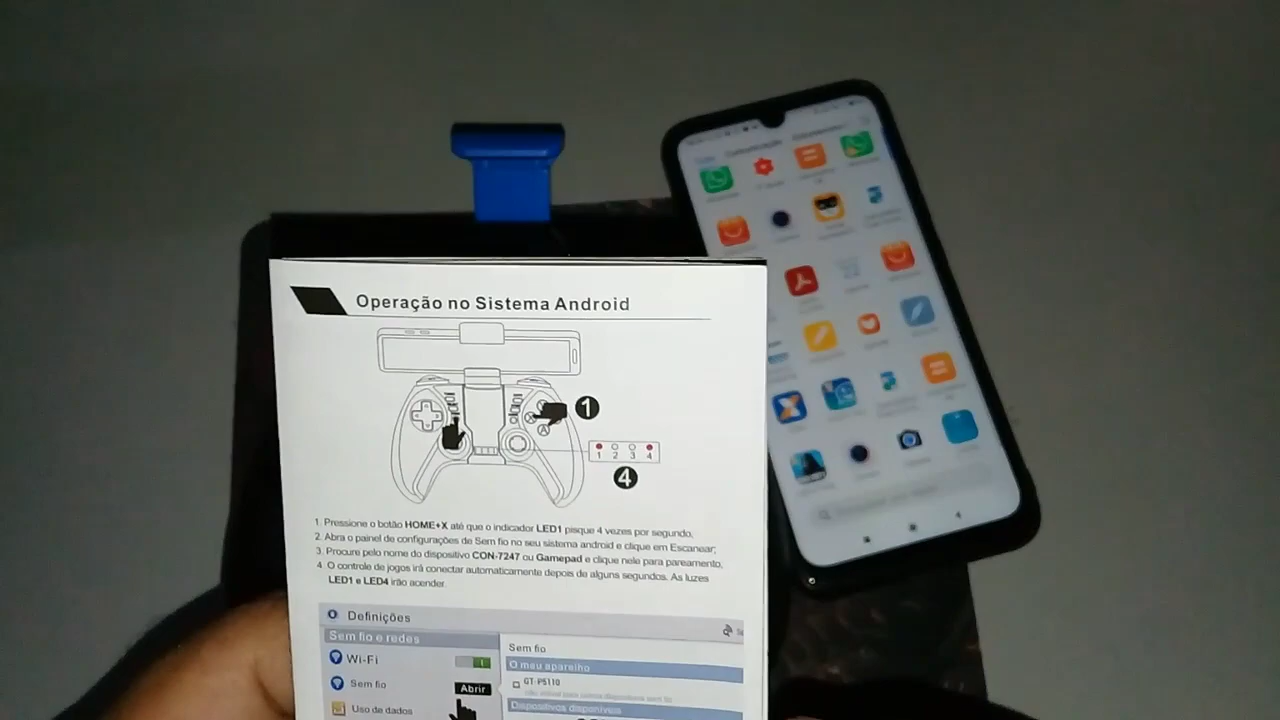 Operação no Sistema Android
A
1
1 2 3 4
4
1. Pressione o botão HOME+X até que o indicador LED1 pisque 4 vezes por segundo,
2. Abra o painel de configurações de Sem fio no seu sistema android e clique em Escanear;
3. Procure pelo nome do dispositivo CON-7247 ou Gamepad e clique nele para pareamento,
4 O controle de jogos irá conectar automaticamente depois de alguns segundos. As luzes
LED1 e LED4 irão acender.
Definições
Sem fio e redes
Wi-Fi
Sem fio
Abrir
Uso de dados
Sem fio
O meu aparelho
GT-P5110
Dispositivos disponíveis